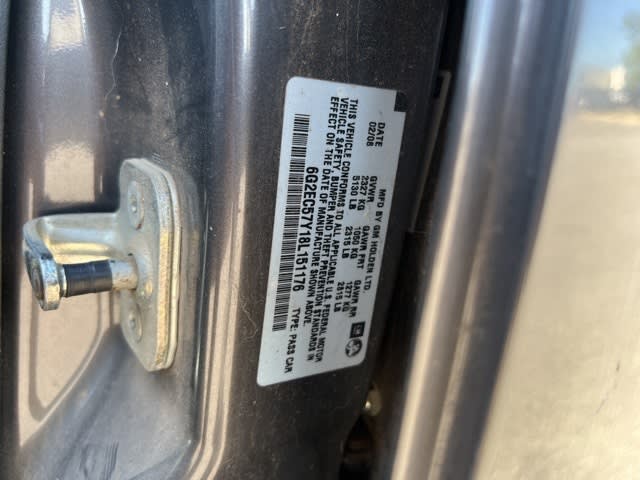 MFD BY GM HOLDEN LTD.
DATE GVWR GAWR FRT GAWR RR
02/08 2327 KG 1050 KG 1277 KG
5130 LB 2315 LB 2815 LB
THIS VEHICLE CONFORMS TO ALL APPLICABLE U.S. FEDERAL MOTOR
VEHICLE SAFETY, BUMPER AND THEFT PREVENTION STANDARDS IN
EFFECT ON THE DATE OF MANUFACTURE SHOWN ABOVE.
6G2EC57Y18L151176 TYPE: PASS CAR